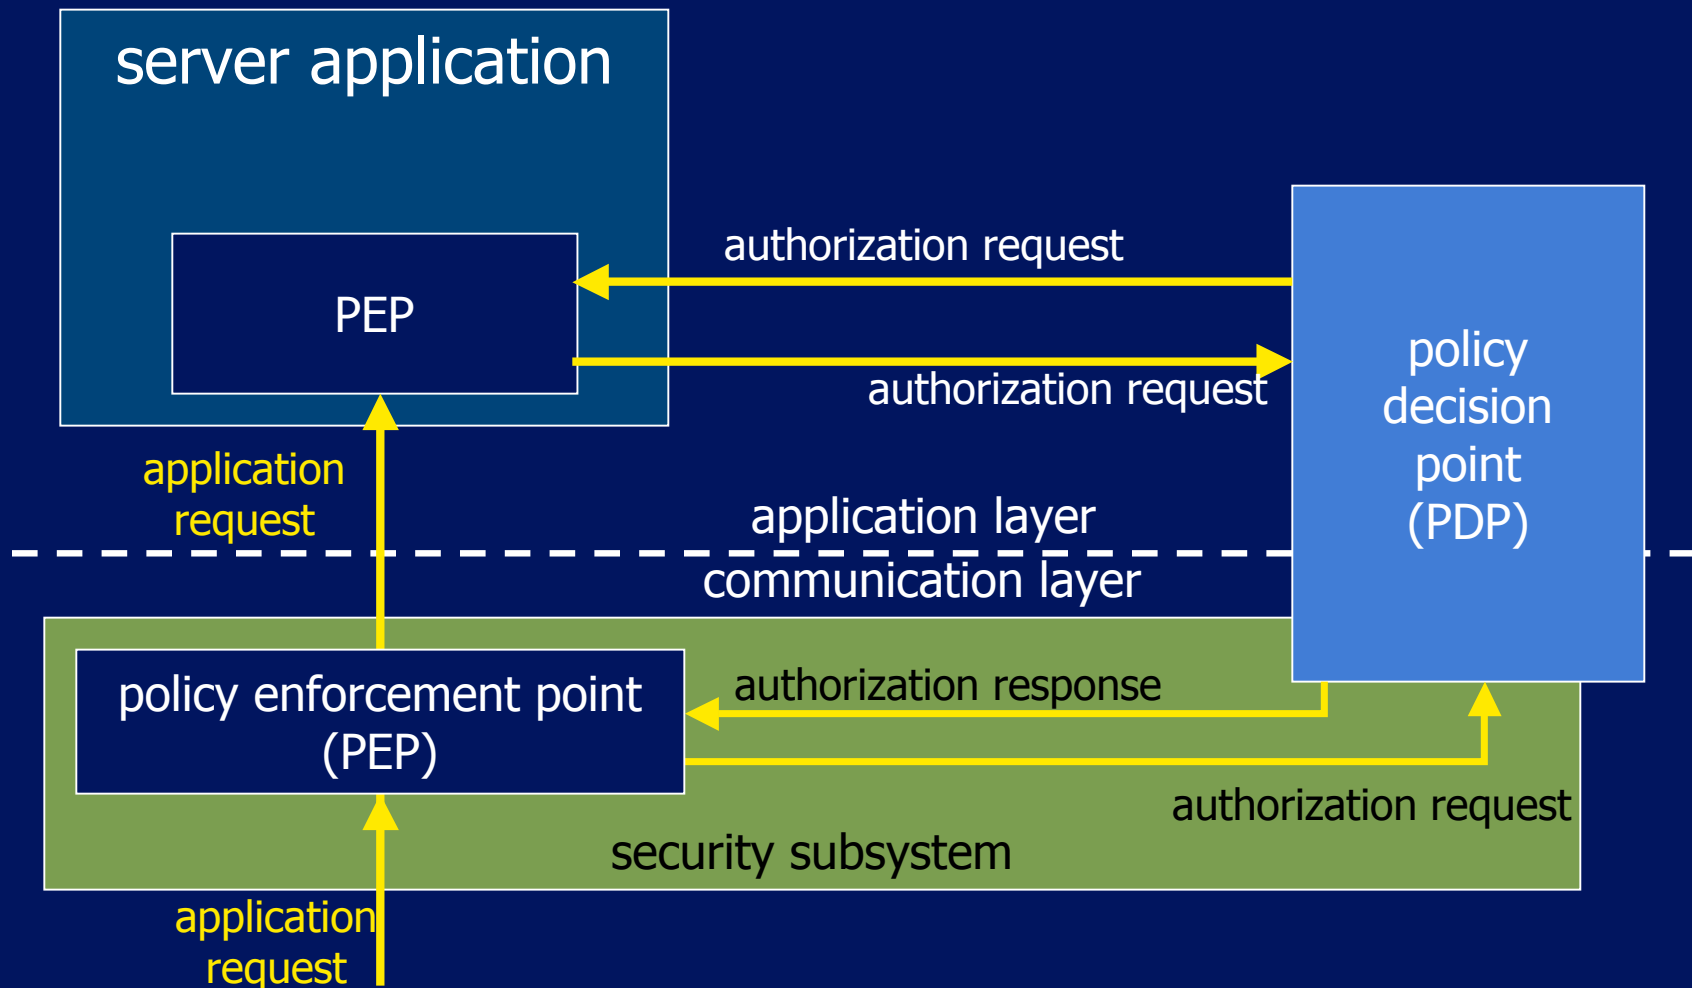 server application
PEP
authorization request
authorization request
policy
decision
point
(PDP)
application
request
application layer
communication layer
policy enforcement point
(PEP)
authorization response
authorization request
security subsystem
application
request